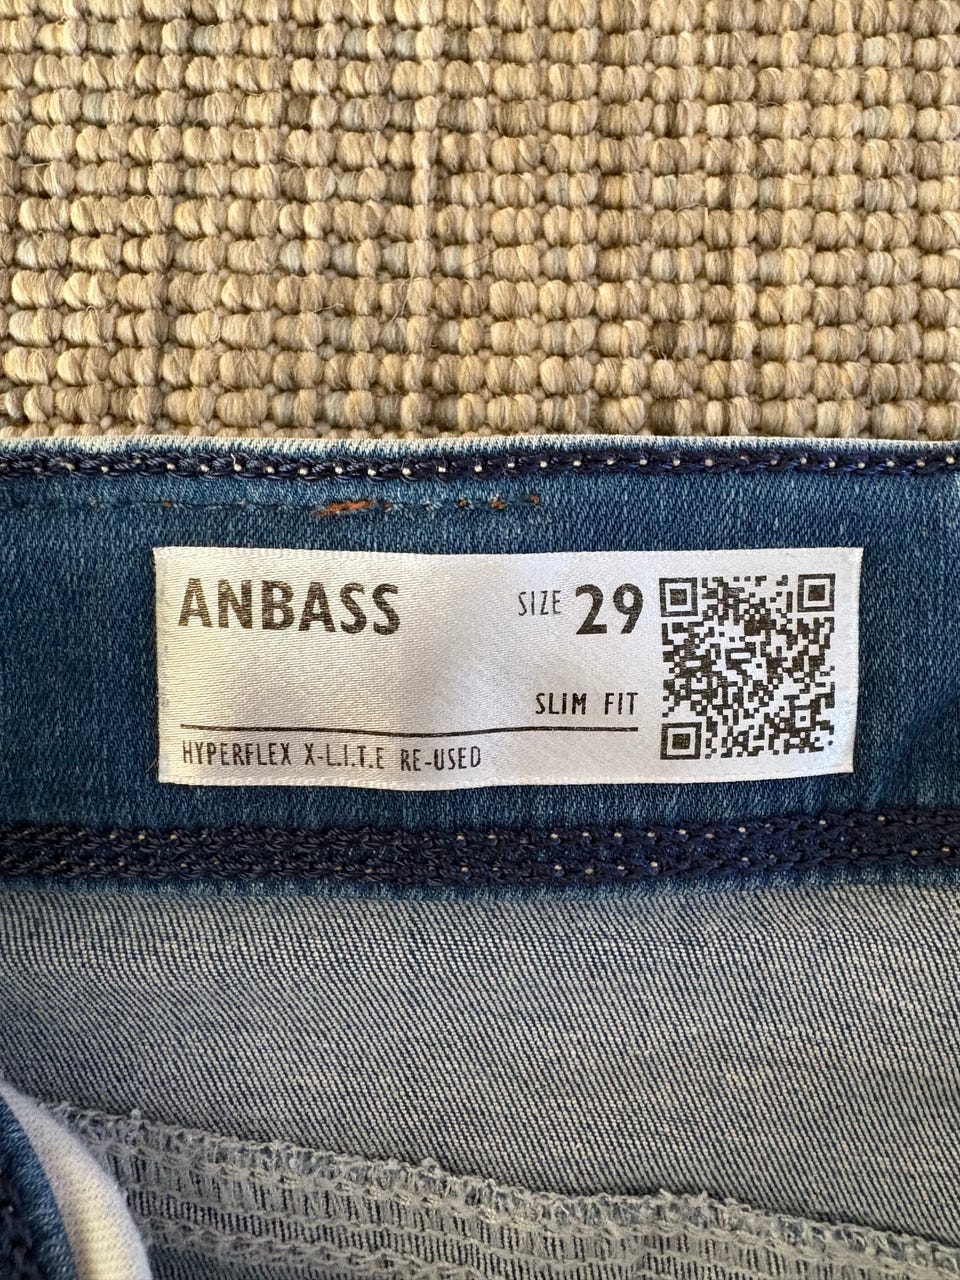 ANBASS
SIZE 29
SLIM FIT
HYPERFLEX X-L.I.T.E RE-USED